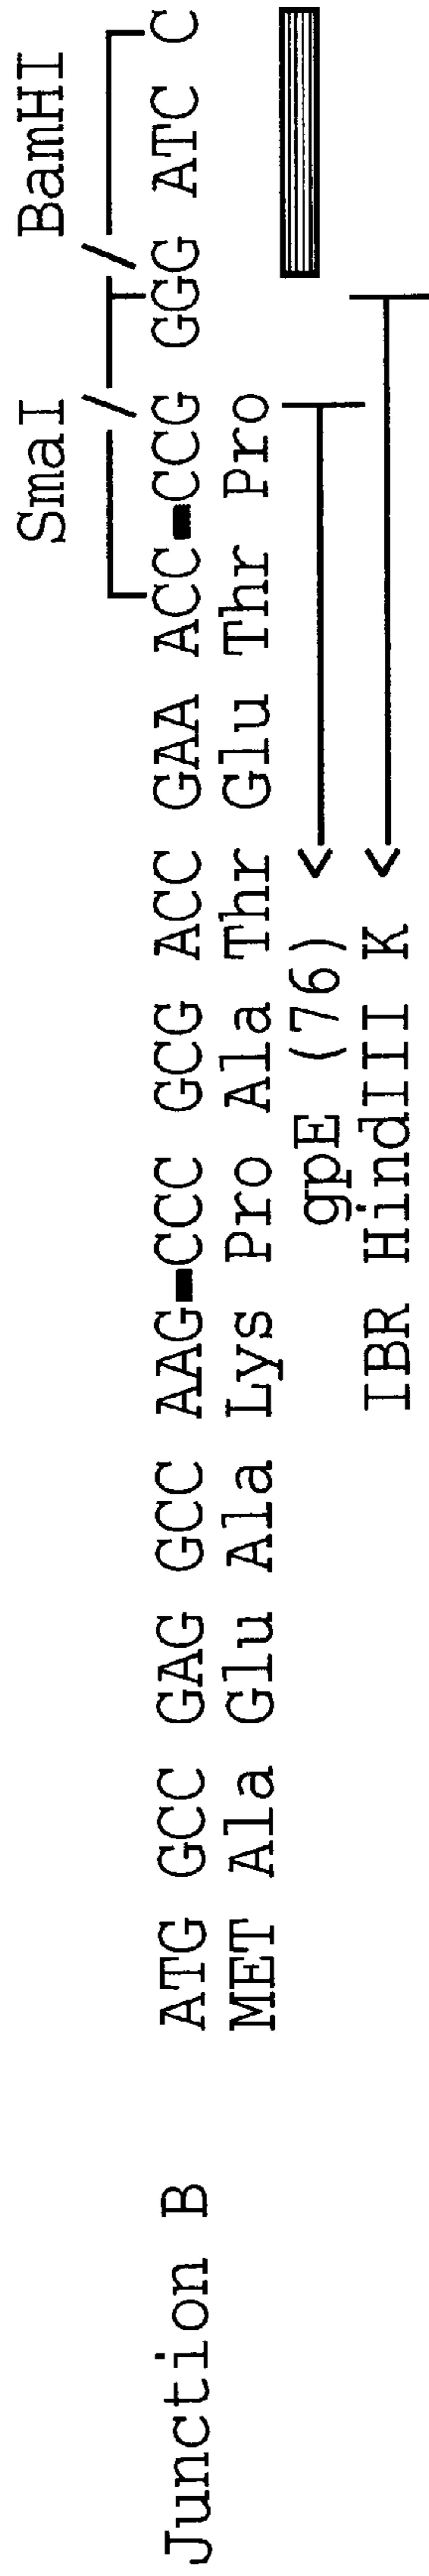 SmaI / BamHI /
Junction B ATG GCC GAG GCC AAG-CCC GCG ACC GAA ACC-CCG GGG ATC C
MET Ala Glu Ala Lys Pro Ala Thr Glu Thr Pro
gpE (76) <
IBR HindIII K <